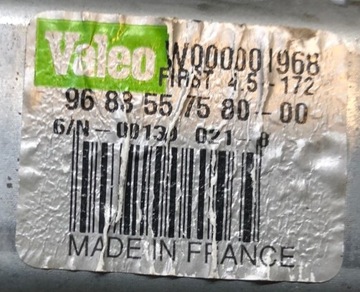 Valeo W000001968
FIRST 4.5 -172
96 83 55 75 80-00
MADE IN FRANCE